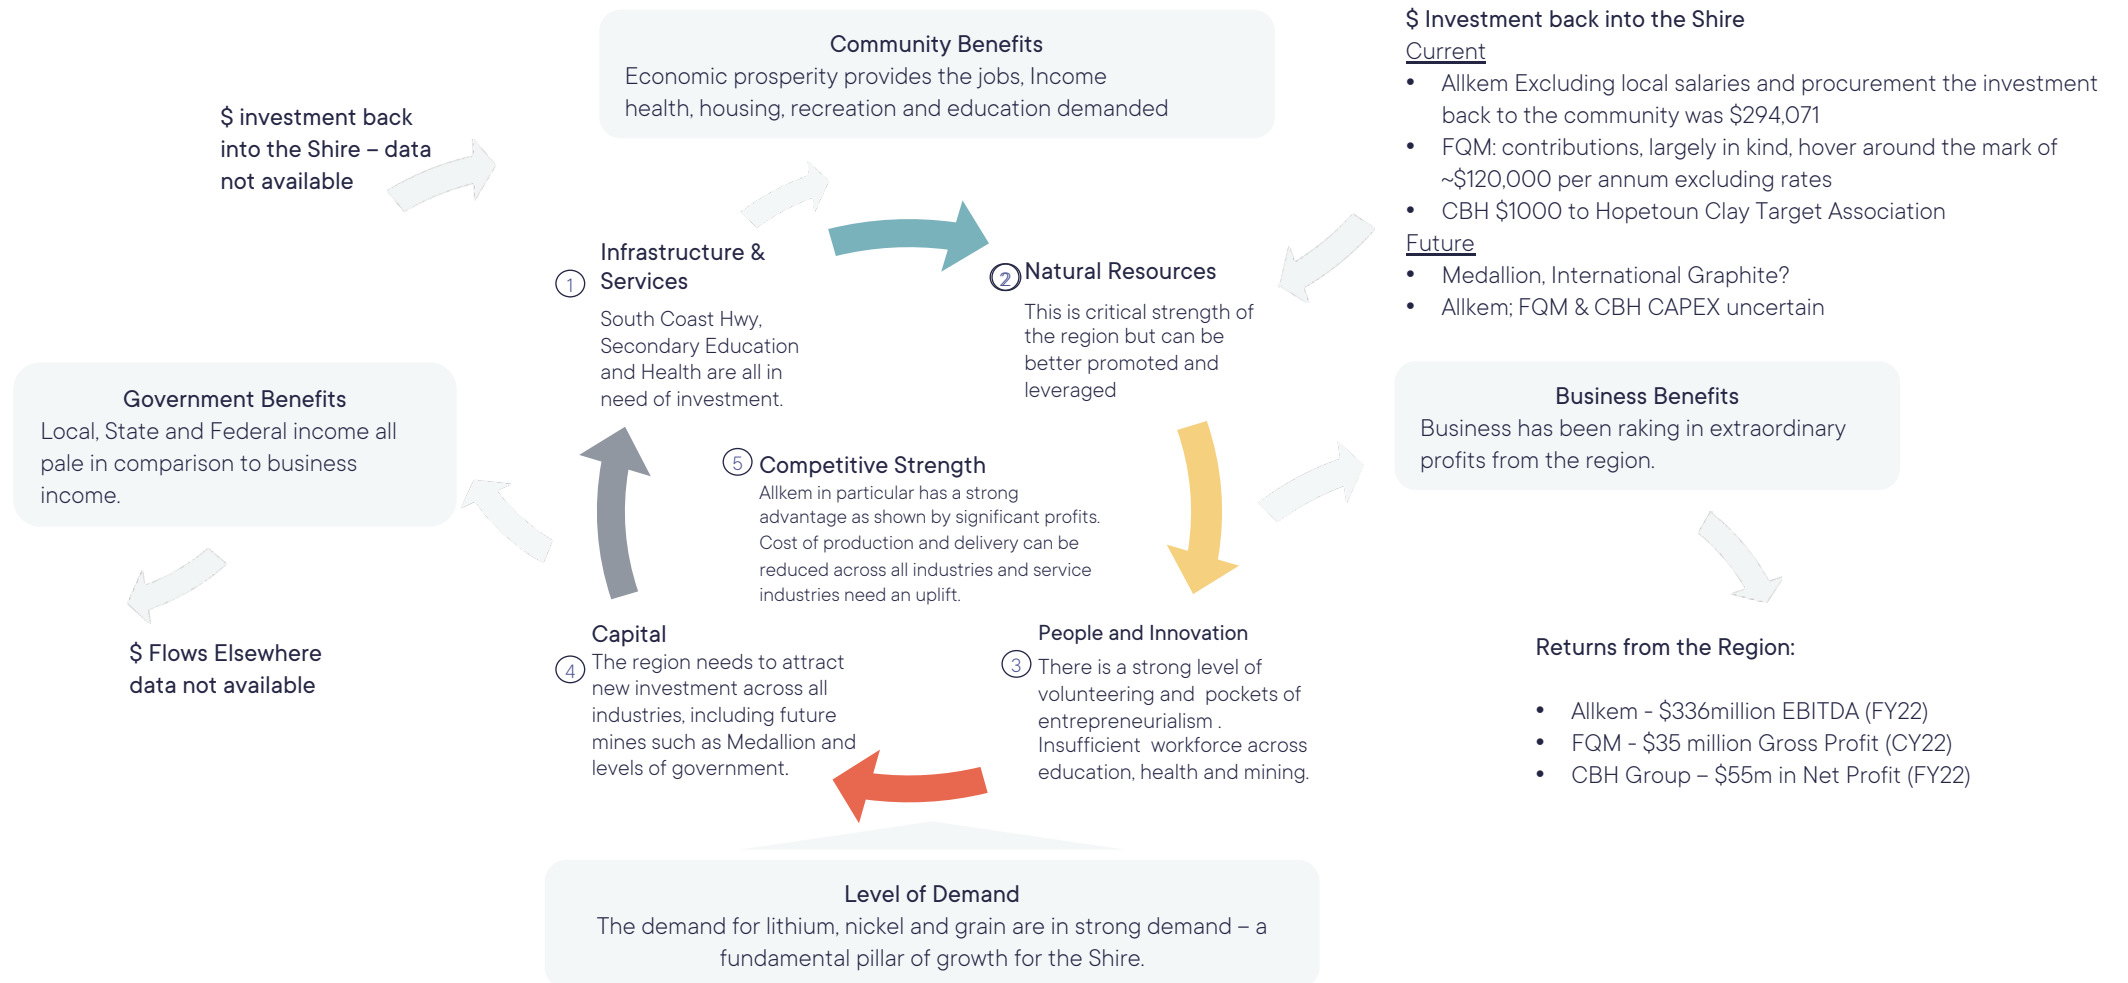 Community Benefits
Economic prosperity provides the jobs, Income
health, housing, recreation and education demanded
$ investment back
into the Shire – data
not available
$ Investment back into the Shire
Current
• Allkem Excluding local salaries and procurement the investment
back to the community was $294,071
• FQM: contributions, largely in kind, hover around the mark of
~$120,000 per annum excluding rates
• CBH $1000 to Hopetoun Clay Target Association
Future
• Medallion, International Graphite?
• Allkem; FQM & CBH CAPEX uncertain
1
Infrastructure &
Services
South Coast Hwy,
Secondary Education
and Health are all in
need of investment.
2
Natural Resources
This is critical strength of
the region but can be
better promoted and
leveraged
Government Benefits
Local, State and Federal income all
pale in comparison to business
income.
5
Competitive Strength
Allkem in particular has a strong
advantage as shown by significant profits.
Cost of production and delivery can be
reduced across all industries and service
industries need an uplift.
Business Benefits
Business has been raking in extraordinary
profits from the region.
$ Flows Elsewhere
data not available
4
Capital
The region needs to attract
new investment across all
industries, including future
mines such as Medallion and
levels of government.
3
People and Innovation
There is a strong level of
volunteering and pockets of
entrepreneurialism .
Insufficient workforce across
education, health and mining.
Returns from the Region:
• Allkem - $336million EBITDA (FY22)
• FQM - $35 million Gross Profit (CY22)
• CBH Group – $55m in Net Profit (FY22)
Level of Demand
The demand for lithium, nickel and grain are in strong demand – a
fundamental pillar of growth for the Shire.